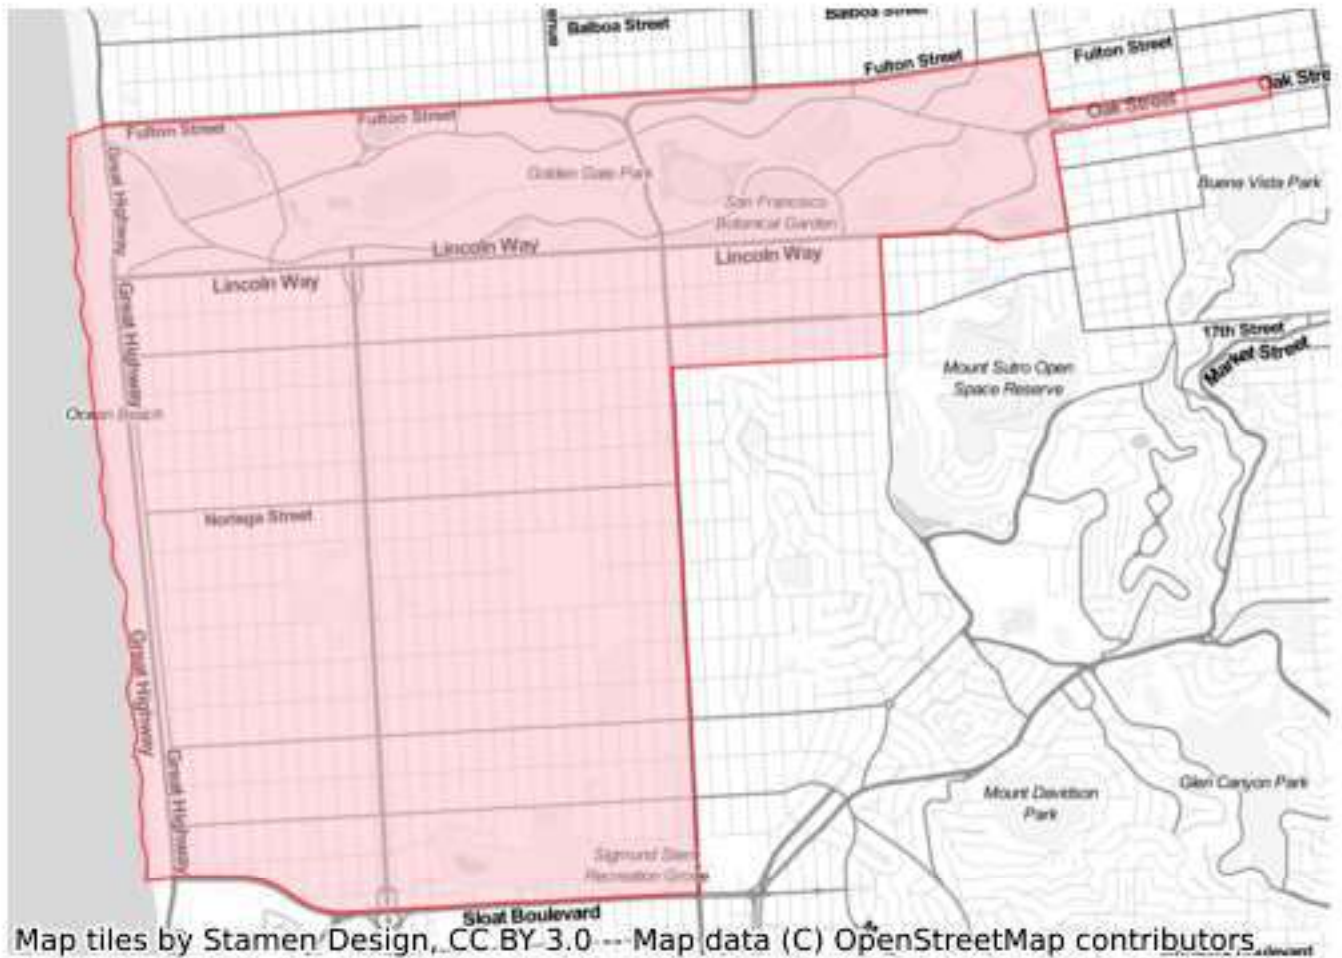 Balboa Street
Balboa Street
Fulton Street
Fulton Street
Oak Stre
Oak Street
Fulton Street
Fulton Street
Great Highway
Golden Gate Park
Buena Vista Park
San Francisco
Botanical Garden
Lincoln Way
Lincoln Way
Lincoln Way
Great Highway
17th Street
Market Street
Mount Sutro Open
Space Reserve
Ocean Beach
Noriega Street
Great Highway
Great Highway
Mount Davidson
Park
Glen Canyon Park
Sigmund Stern
Recreation Grove
Sloat Boulevard
Map tiles by Stamen Design, CC BY 3.0 -- Map data (C) OpenStreetMap contributors